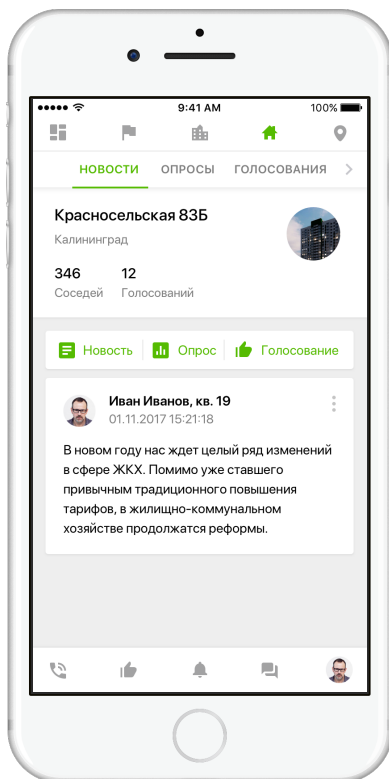 9:41 AM
100%
НОВОСТИ ОПРОСЫ ГОЛОСОВАНИЯ
Красносельская 83Б
Калининград
346 12
Соседей Голосований
Новость Опрос Голосование
Иван Иванов, кв. 19
01.11.2017 15:21:18
В новом году нас ждет целый ряд изменений
в сфере ЖКХ. Помимо уже ставшего
привычным традиционного повышения
тарифов, в жилищно-коммунальном
хозяйстве продолжатся реформы.